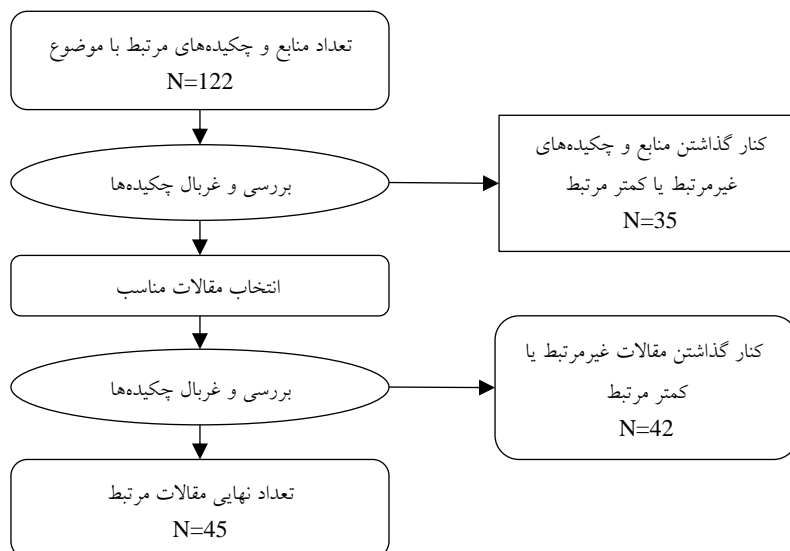 تعداد منابع و چکیده‌های مرتبط با موضوع
N=122
کنار گذاشتن منابع و چکیده‌های
غیرمرتبط یا کمتر مرتبط
N=35
بررسی و غربال چکیده‌ها
انتخاب مقالات مناسب
کنار گذاشتن مقالات غیرمرتبط یا
کمتر مرتبط
N=42
بررسی و غربال چکیده‌ها
تعداد نهایی مقالات مرتبط
N=45